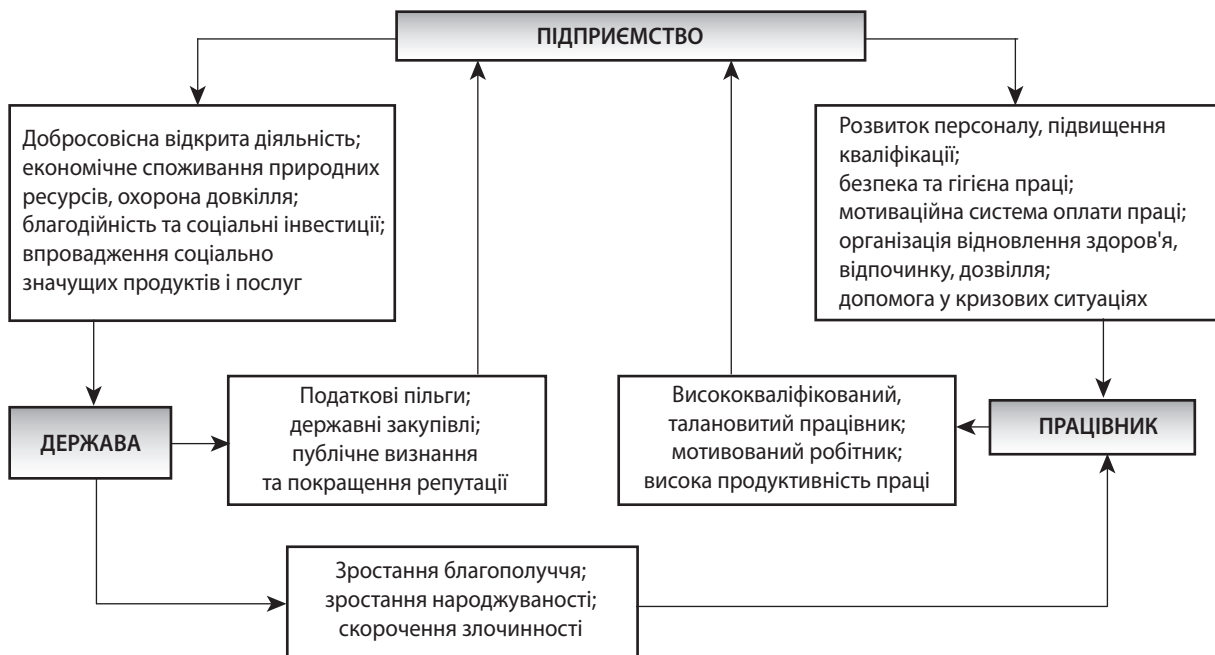 ПІДПРИЄМСТВО
Добросовісна відкрита діяльність;
економічне споживання природних
ресурсів, охорона довкілля;
благодійність та соціальні інвестиції;
впровадження соціально
значущих продуктів і послуг
Розвиток персоналу, підвищення
кваліфікації;
безпека та гігієна праці;
мотиваційна система оплати праці;
організація відновлення здоров'я,
відпочинку, дозвілля;
допомога у кризових ситуаціях
ДЕРЖАВА
Податкові пільги;
державні закупівлі;
публічне визнання
та покращення репутації
Висококваліфікований,
талановитий працівник;
мотивований робітник;
висока продуктивність праці
ПРАЦІВНИК
Зростання благополуччя;
зростання народжуваності;
скорочення злочинності